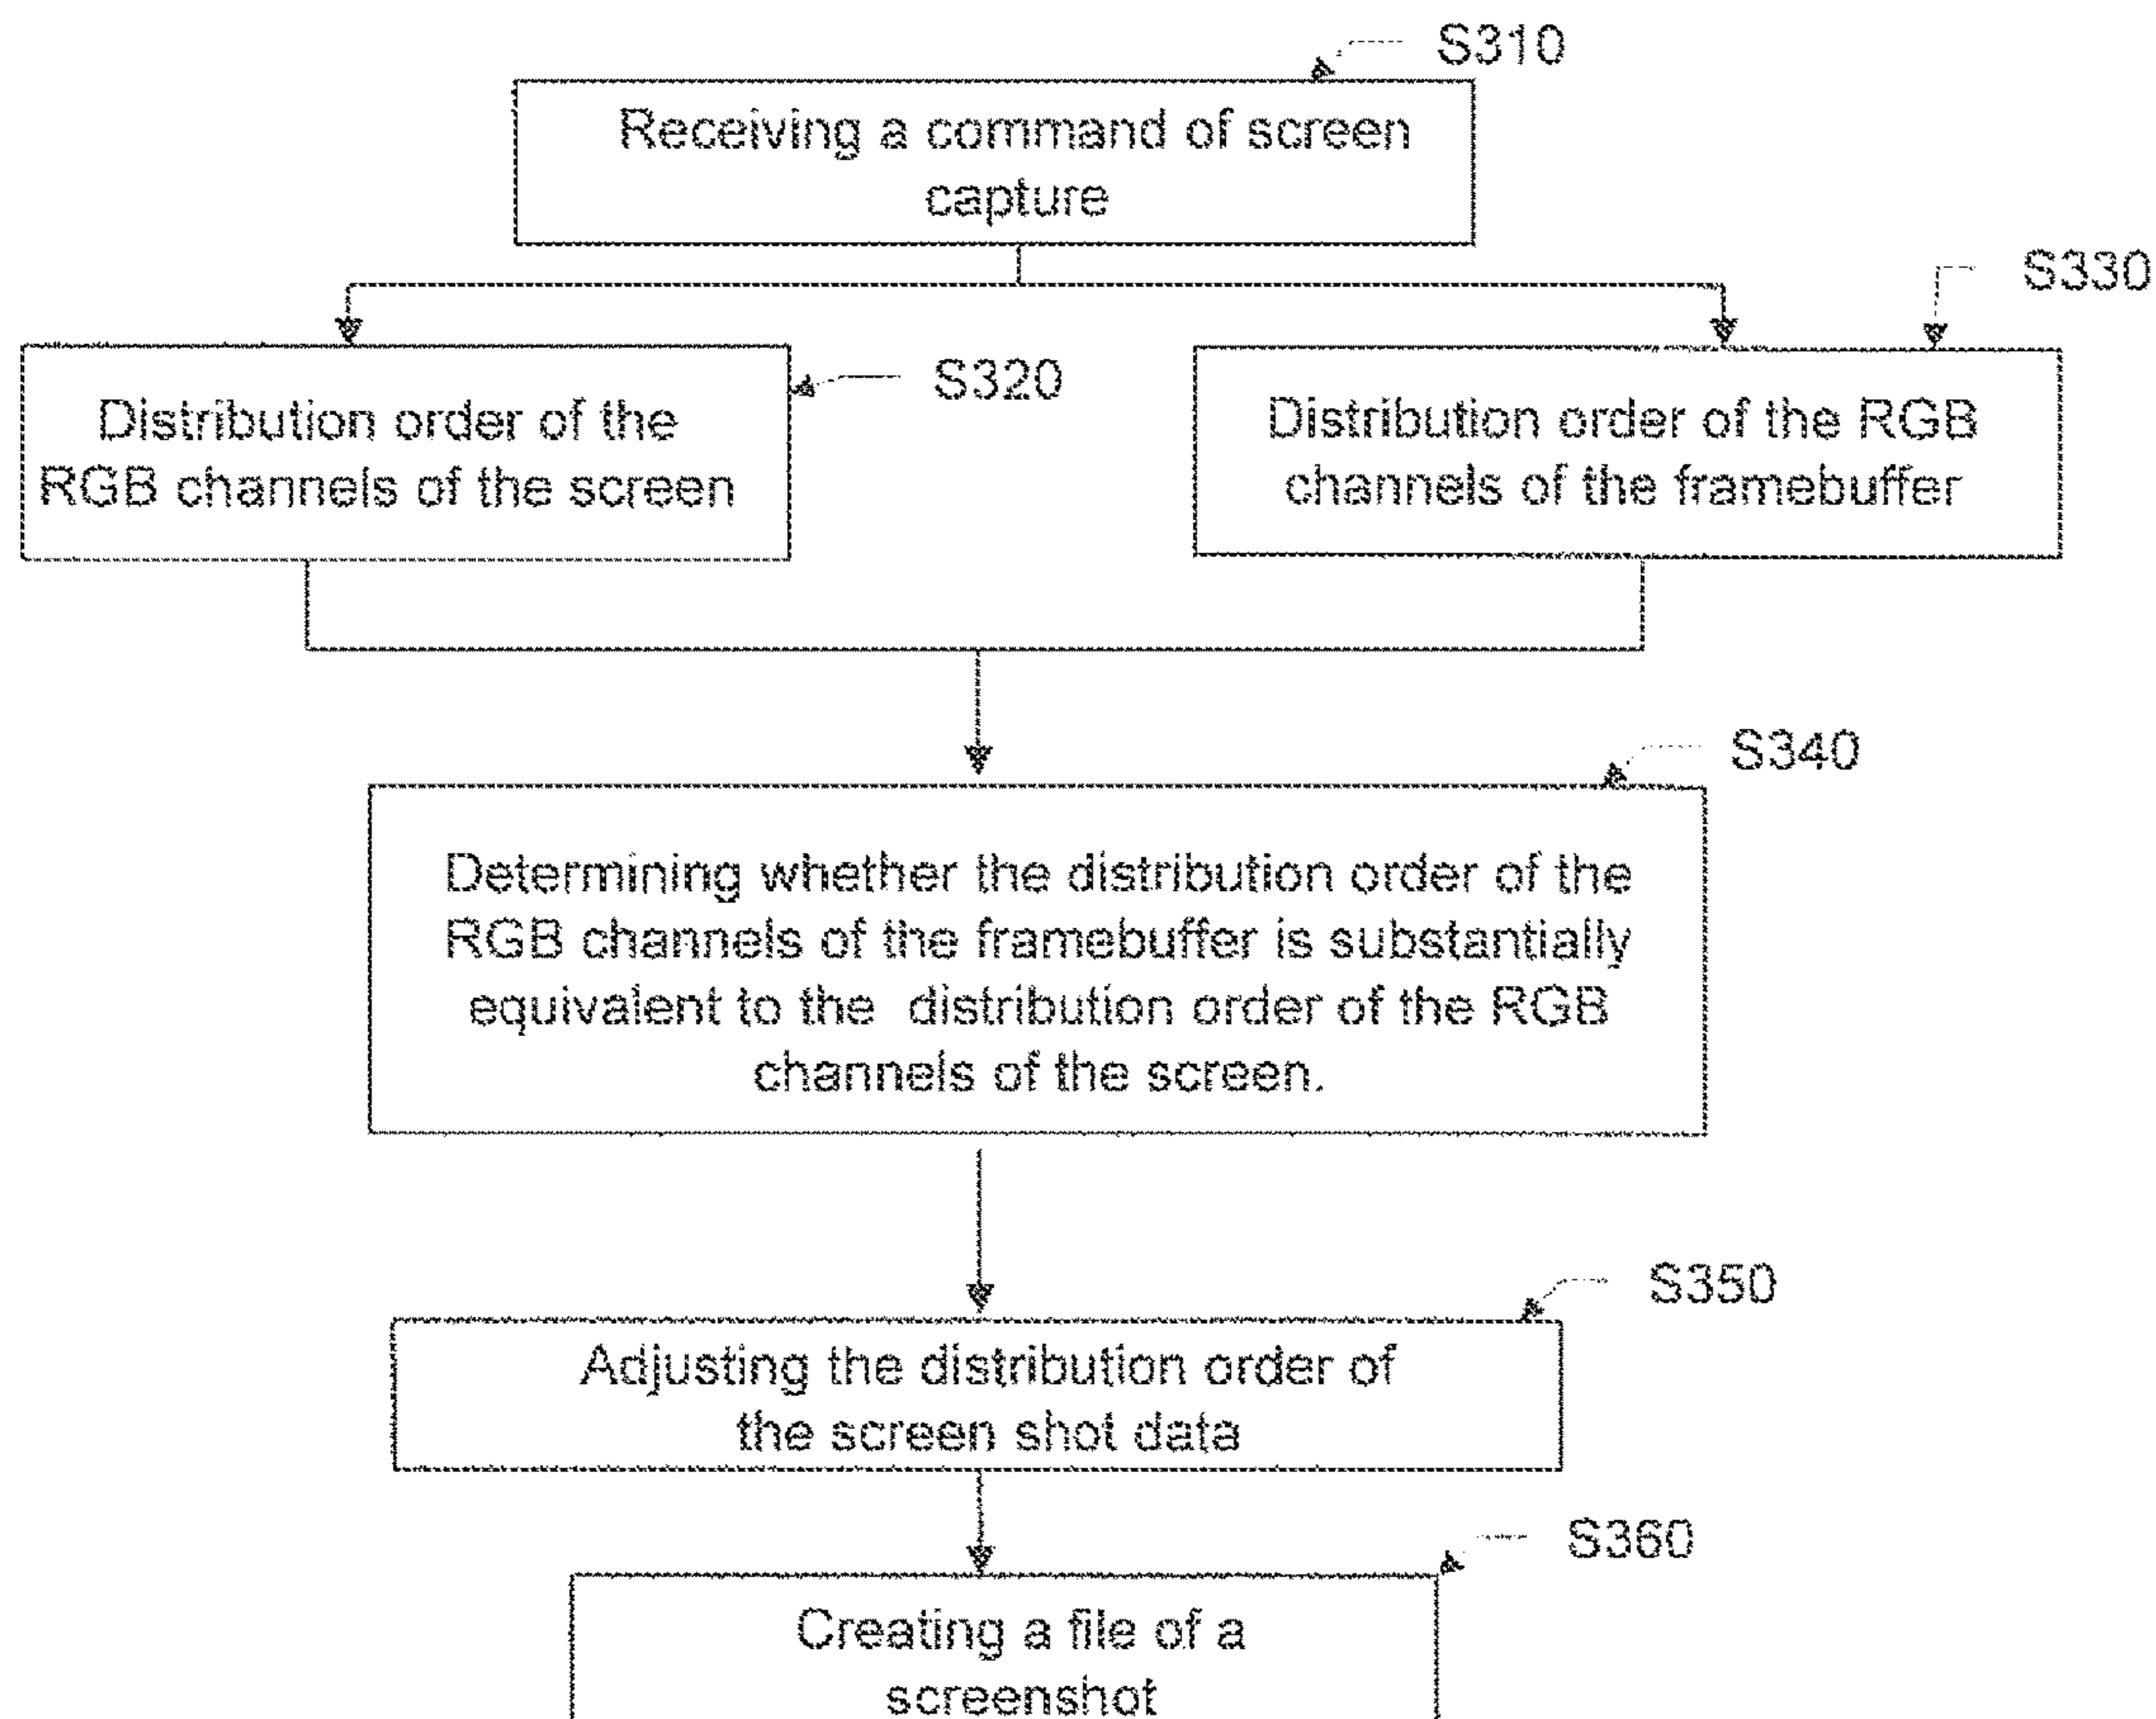 S310
Receiving a command of screen
capture
S330
S320
Distribution order of the
RGB channels of the screen
Distribution order of the RGB
channels of the framebuffer
S340
Determining whether the distribution order of the
RGB channels of the framebuffer is substantially
equivalent to the distribution order of the RGB
channels of the screen.
S350
Adjusting the distribution order of
the screen shot data
S360
Creating a file of a
screenshot